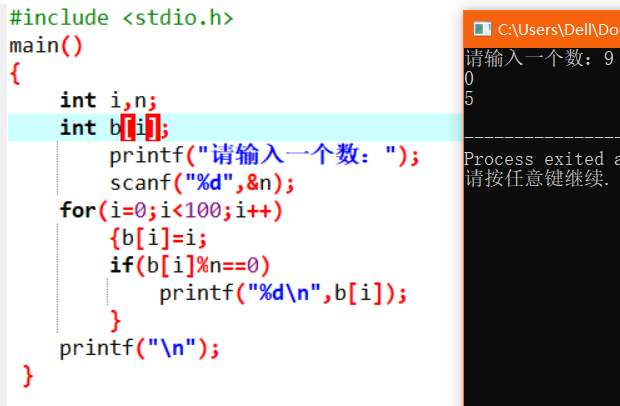 #include <stdio.h>
main()
{
int i,n;
int b[i];
printf("请输入一个数: ");
scanf("%d",&n);
for(i=0;i<100;i++)
{b[i]=i;
if(b[i]%n==0)
printf("%d\n",b[i]);
}
printf("\n");
}
C:\Users\Dell\Do
请输入一个数: 9
0
5
--------------------
Process exited a
请按任意键继续.